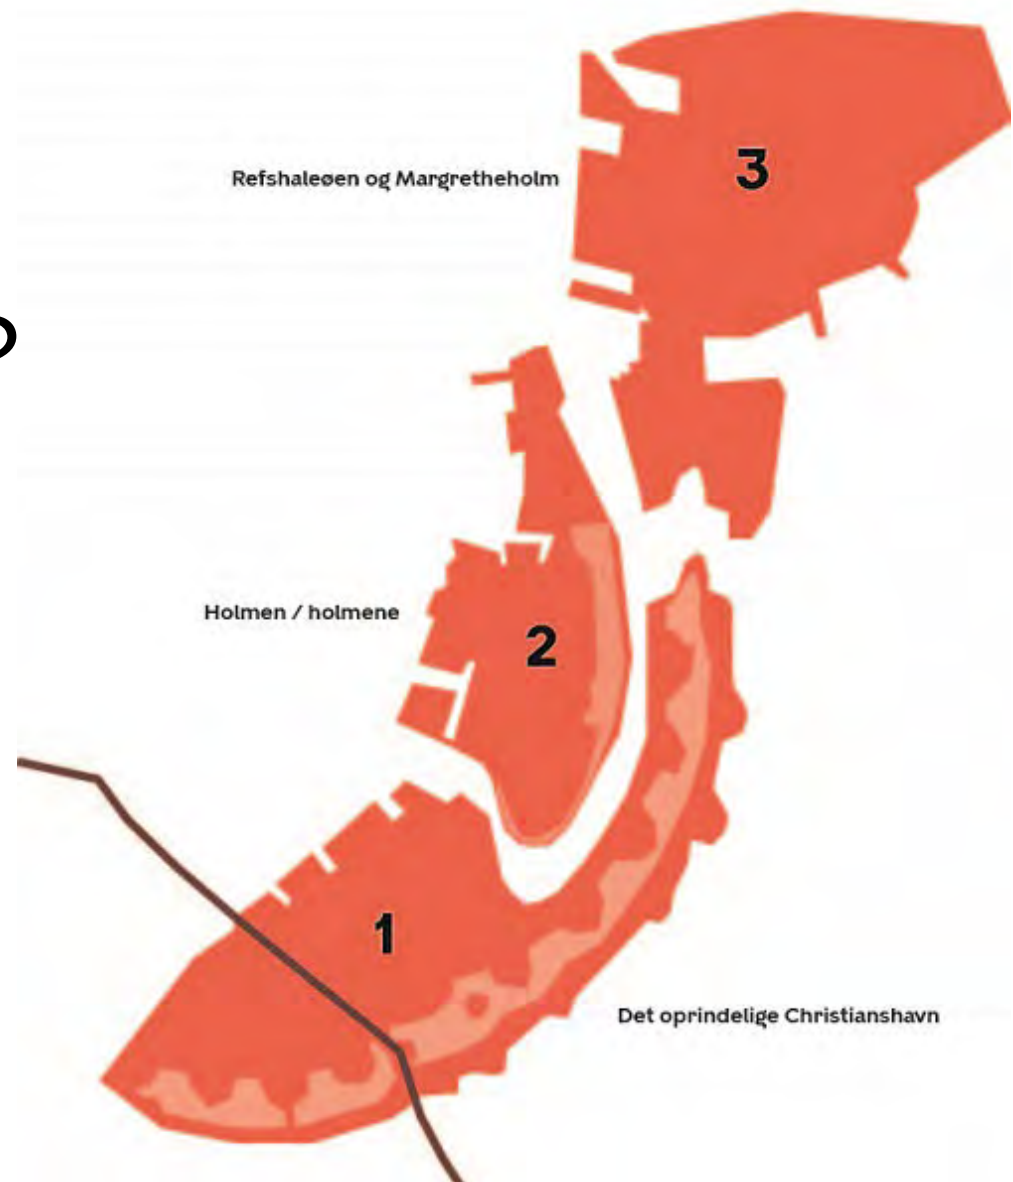 3
Refshaleøen og Margretheholm
Holmen / holmene
2
1
Det oprindelige Christianshavn